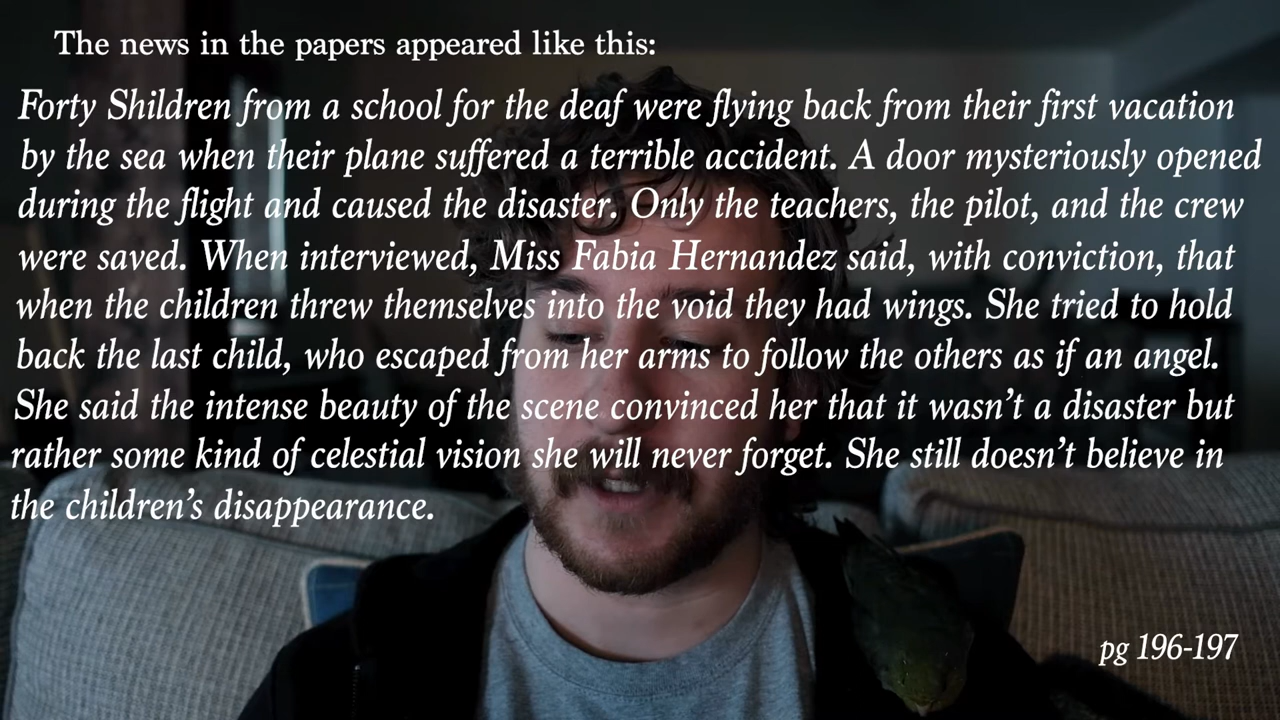 The news in the papers appeared like this:
Forty Shildren from a school for the deaf were flying back from their first vacation
by the sea when their plane suffered a terrible accident. A door mysteriously opened
during the flight and caused the disaster. Only the teachers, the pilot, and the crew
were saved. When interviewed, Miss Fabia Hernandez said, with conviction, that
when the children threw themselves into the void they had wings. She tried to hold
back the last child, who escaped from her arms to follow the others as if an angel.
She said the intense beauty of the scene convinced her that it wasn’t a disaster but
rather some kind of celestial vision she will never forget. She still doesn’t believe in
the children’s disappearance.
pg 196-197